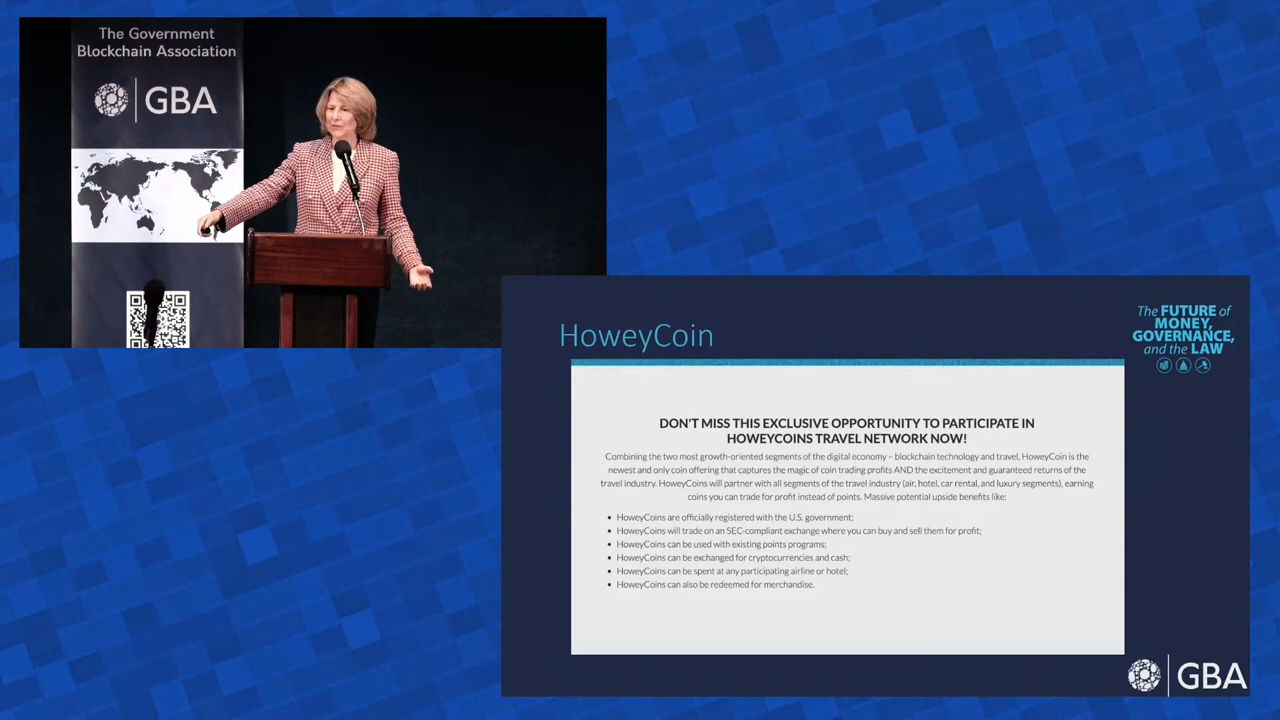 The Government
Blockchain Association
GBA
HoweyCoin
The FUTURE of
MONEY,
GOVERNANCE,
and the LAW
DON'T MISS THIS EXCLUSIVE OPPORTUNITY TO PARTICIPATE IN
HOWEYCOINS TRAVEL NETWORK NOW!
Combining the two most growth-oriented segments of the digital economy – blockchain technology and travel, HoweyCoin is the
newest and only coin offering that captures the magic of coin trading profits AND the excitement and guaranteed returns of the
travel industry. HoweyCoins will partner with all segments of the travel industry (air, hotel, car rental, and luxury segments), earning
coins you can trade for profit instead of points. Massive potential upside benefits like:
• HoweyCoins are officially registered with the U.S. government;
• HoweyCoins will trade on an SEC-compliant exchange where you can buy and sell them for profit;
• HoweyCoins can be used with existing points programs;
• HoweyCoins can be exchanged for cryptocurrencies and cash;
• HoweyCoins can be spent at any participating airline or hotel;
• HoweyCoins can also be redeemed for merchandise.
GBA